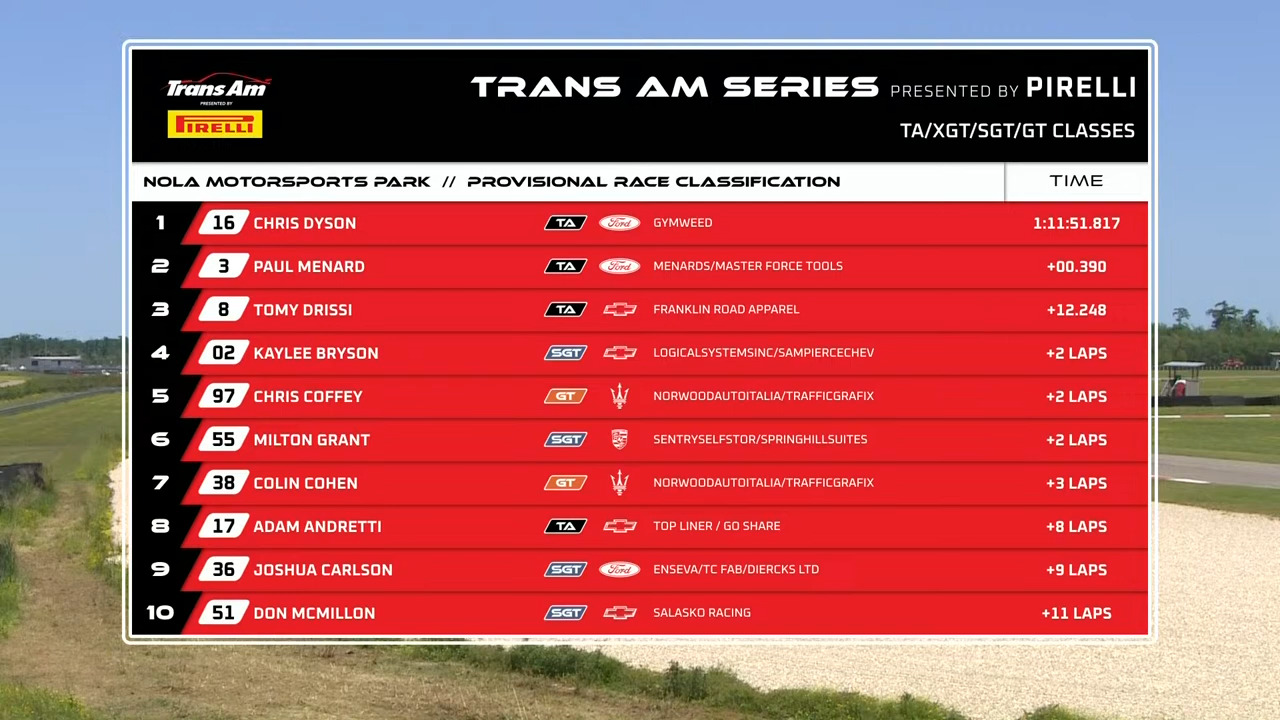 Trans Am
PRESENTED BY
PIRELLI
TRANS AM SERIES PRESENTED BY PIRELLI
TA/XGT/SGT/GT CLASSES
NOLA MOTORSPORTS PARK // PROVISIONAL RACE CLASSIFICATION TIME
1 16 CHRIS DYSON TA Ford GYMWEED 1:11:51.817
2 3 PAUL MENARD TA Ford MENARDS/MASTER FORCE TOOLS +00.390
3 8 TOMY DRISSI TA FRANKLIN ROAD APPAREL +12.248
4 02 KAYLEE BRYSON SGT LOGICALSYSTEMSINC/SAMPIERCECHEV +2 LAPS
5 97 CHRIS COFFEY GT NORWOODAUTOITALIA/TRAFFICGRAFIX +2 LAPS
6 55 MILTON GRANT SGT SENTRYSELFSTOR/SPRINGHILLSUITES +2 LAPS
7 38 COLIN COHEN GT NORWOODAUTOITALIA/TRAFFICGRAFIX +3 LAPS
8 17 ADAM ANDRETTI TA TOP LINER / GO SHARE +8 LAPS
9 36 JOSHUA CARLSON SGT Ford ENSEVA/TC FAB/DIERCKS LTD +9 LAPS
10 51 DON MCMILLON SGT SALASKO RACING +11 LAPS